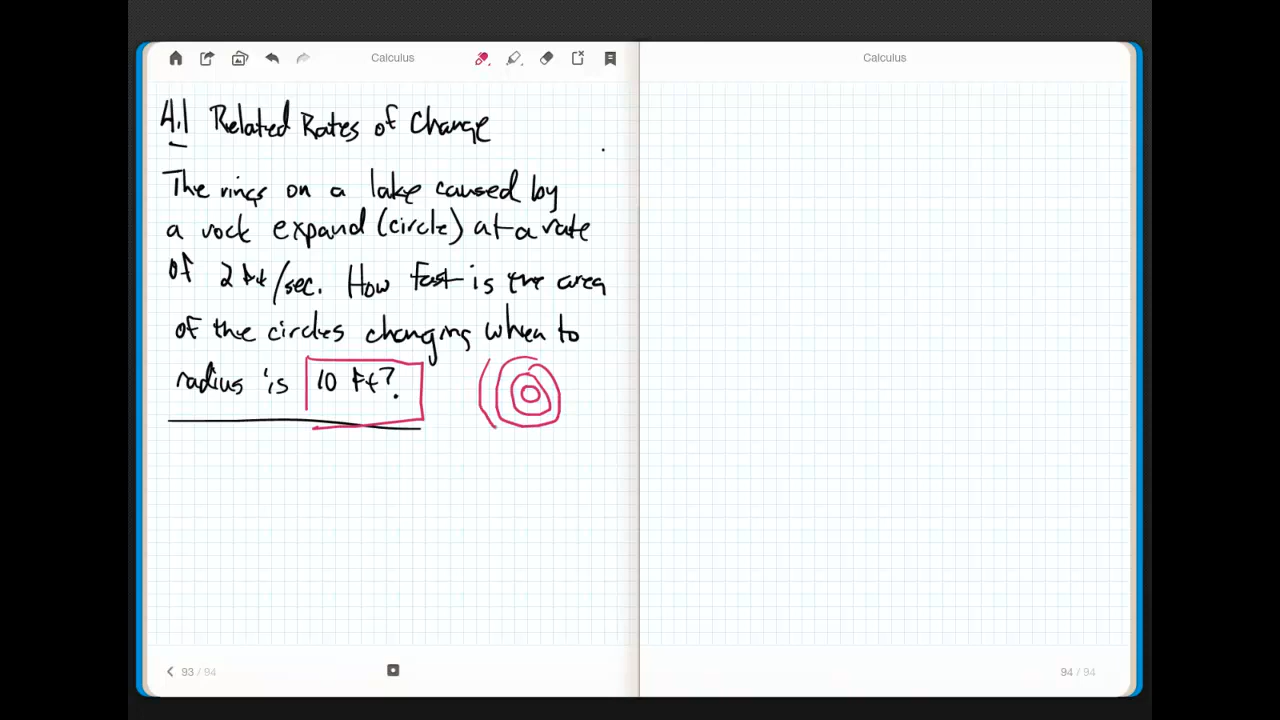 Calculus
Calculus
4.1 Related Rates of Change
The rings on a lake caused by
a rock expand (circle) at a rate
of 2 ft/sec. How fast is the area
of the circles changing when to
radius is 10 ft?
93 / 94
94 / 94